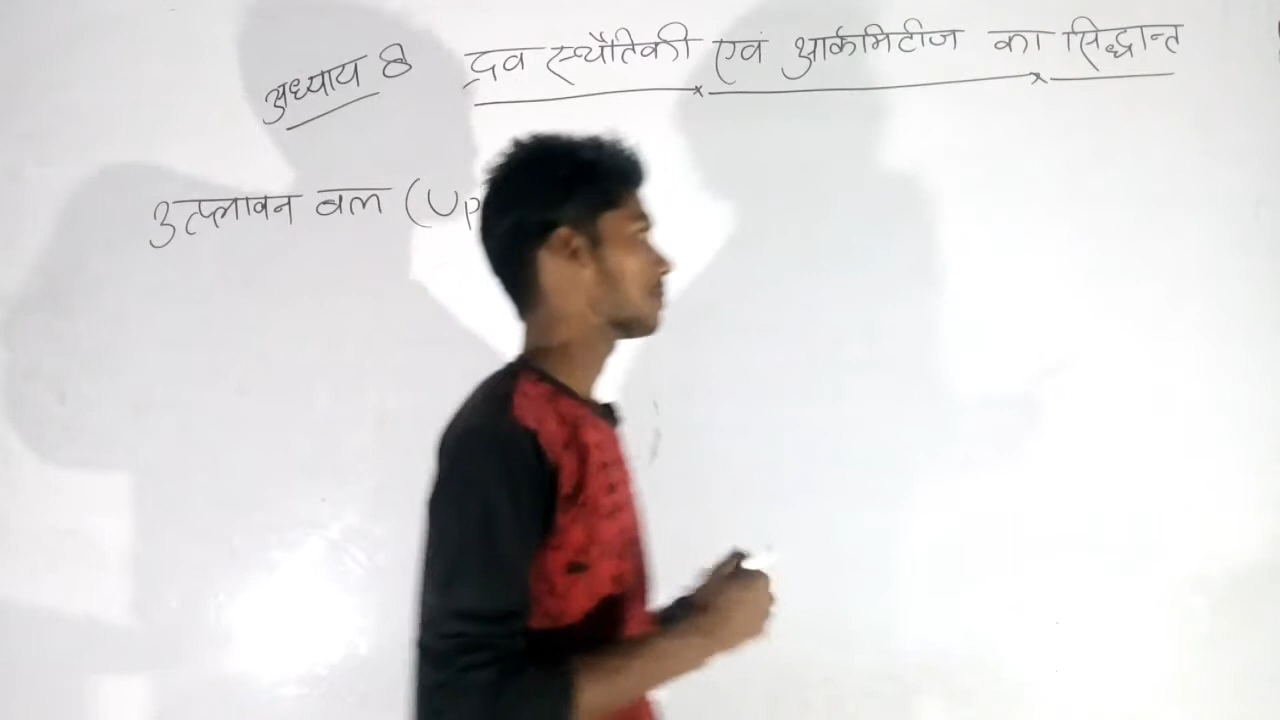 अध्याय 8 द्रव स्थैतिकी एवं आर्कमिटीज का सिद्धान्त
उत्प्लावन बल (Up